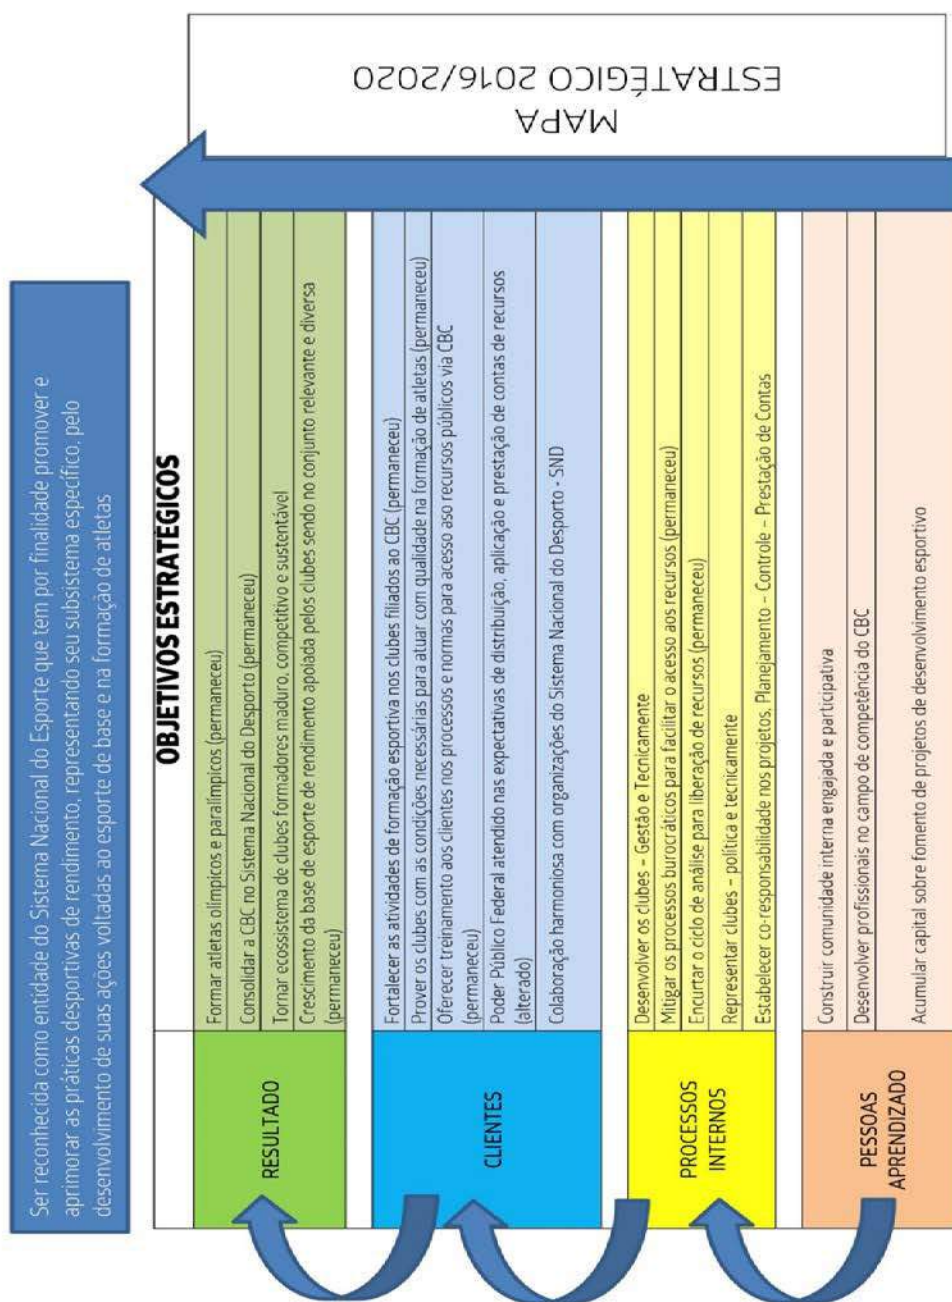 Ser reconhecida como entidade do Sistema Nacional do Esporte que tem por finalidade promover e
aprimorar as práticas desportivas de rendimento, representando seu subsistema específico, pelo
desenvolvimento de suas ações voltadas ao esporte de base e na formação de atletas
OBJETIVOS ESTRATÉGICOS
RESULTADO
Formar atletas olímpicos e paralímpicos (permaneceu)
Consolidar a CBC no Sistema Nacional do Desporto (permaneceu)
Tornar ecossistema de clubes formadores maduro, competitivo e sustentável
Crescimento da base de esporte de rendimento apoiada pelos clubes sendo no conjunto relevante e diversa
(permaneceu)
CLIENTES
Fortalecer as atividades de formação esportiva nos clubes filiados ao CBC (permaneceu)
Prover os clubes com as condições necessárias para atuar com qualidade na formação de atletas (permaneceu)
Oferecer treinamento aos clientes nos processos e normas para acesso aso recursos públicos via CBC
(permaneceu)
Poder Público Federal atendido nas expectativas de distribuição, aplicação e prestação de contas de recursos
(alterado)
Colaboração harmoniosa com organizações do Sistema Nacional do Desporto - SND
PROCESSOS
INTERNOS
Desenvolver os clubes – Gestão e Tecnicamente
Mitigar os processos burocráticos para facilitar o acesso aos recursos (permaneceu)
Encurtar o ciclo de análise para liberação de recursos (permaneceu)
Representar clubes – política e tecnicamente
Estabelecer co-responsabilidade nos projetos, Planejamento – Controle – Prestação de Contas
PESSOAS
APRENDIZADO
Construir comunidade interna engajada e participativa
Desenvolver profissionais no campo de competência do CBC
Acumular capital sobre fomento de projetos de desenvolvimento esportivo
MAPA
ESTRATÉGICO 2016/2020